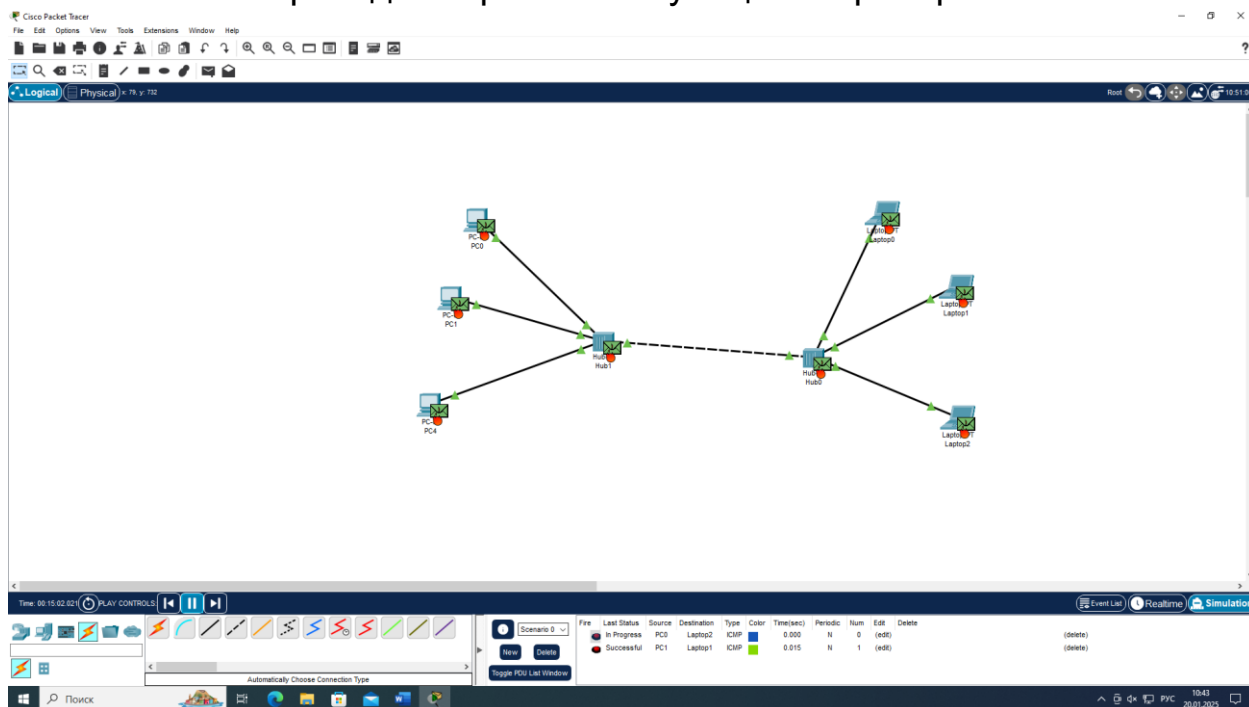 Cisco Packet Tracer
File Edit Options View Tools Extensions Window Help
Logical Physical x: 79, y: 732
Root 10:51:0
PC0
PC1
PC4
Hub1
Hub0
Laptop0
Laptop1
Laptop2
Time: 00:15:02.021 PLAY CONTROLS:
Event List Realtime Simulation
Scenario 0
New Delete
Toggle PDU List Window
Fire Last Status Source Destination Type Color Time(sec) Periodic Num Edit Delete
In Progress PC0 Laptop2 ICMP 0.000 N 0 (edit) (delete)
Successful PC1 Laptop1 ICMP 0.015 N 1 (edit) (delete)
Automatically Choose Connection Type
Поиск
РУС
10:43
20.01.2025